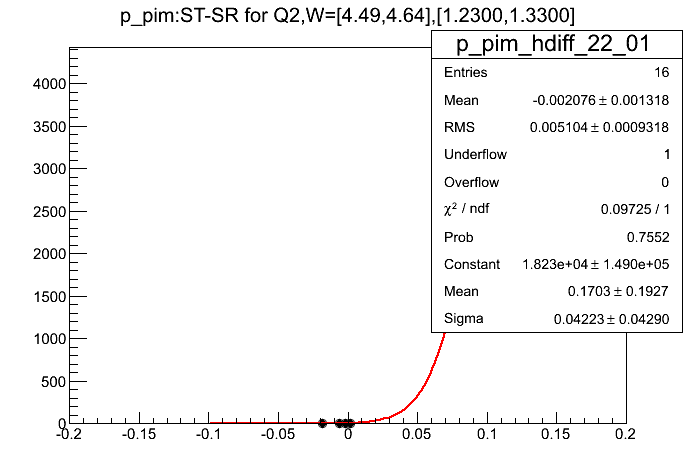 p_pim:ST-SR for Q2,W=[4.49,4.64],[1.2300,1.3300]
p_pim_hdiff_22_01
Entries 16
Mean -0.002076 ± 0.001318
RMS 0.005104 ± 0.0009318
Underflow 1
Overflow 0
χ² / ndf 0.09725 / 1
Prob 0.7552
Constant 1.823e+04 ± 1.490e+05
Mean 0.1703 ± 0.1927
Sigma 0.04223 ± 0.04290
4000
3500
3000
2500
2000
1500
1000
500
0
-0.2 -0.15 -0.1 -0.05 0 0.05 0.1 0.15 0.2